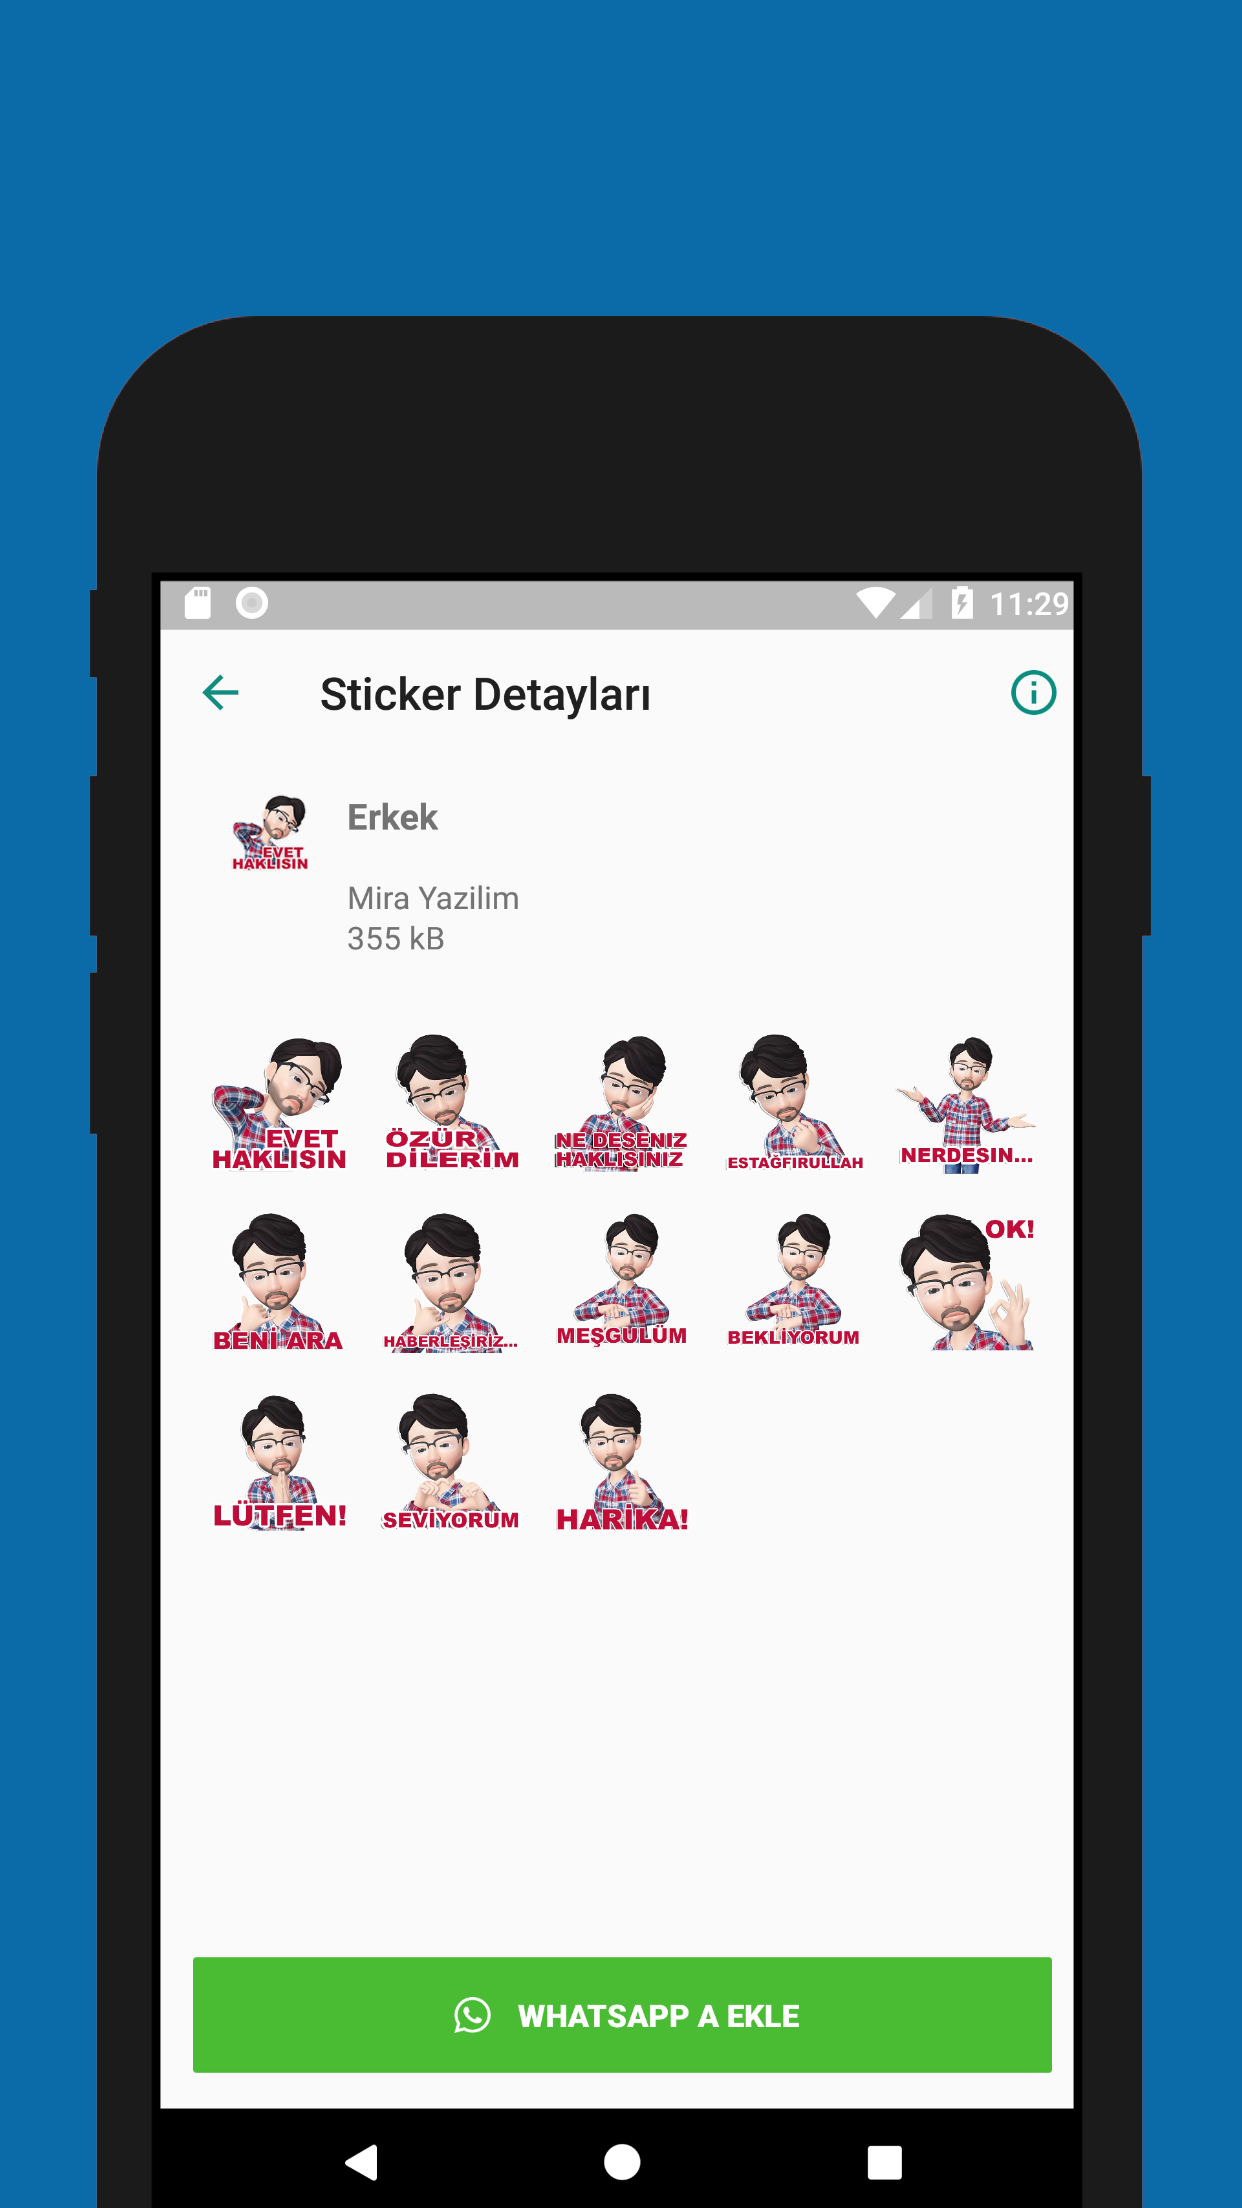 11:29
Sticker Detayları
EVET
HAKLISIN
Erkek
Mira Yazilim
355 kB
EVET
HAKLISIN
ÖZÜR
DİLERİM
NE DESENIZ
HAKLISINIZ
ESTAĞFIRULLAH
NERDESIN...
BENİ ARA
HABERLEŞİRİZ...
MEŞGULÜM
BEKLİYORUM
OK!
LÜTFEN!
SEVİYORUM
HARİKA!
WHATSAPP A EKLE